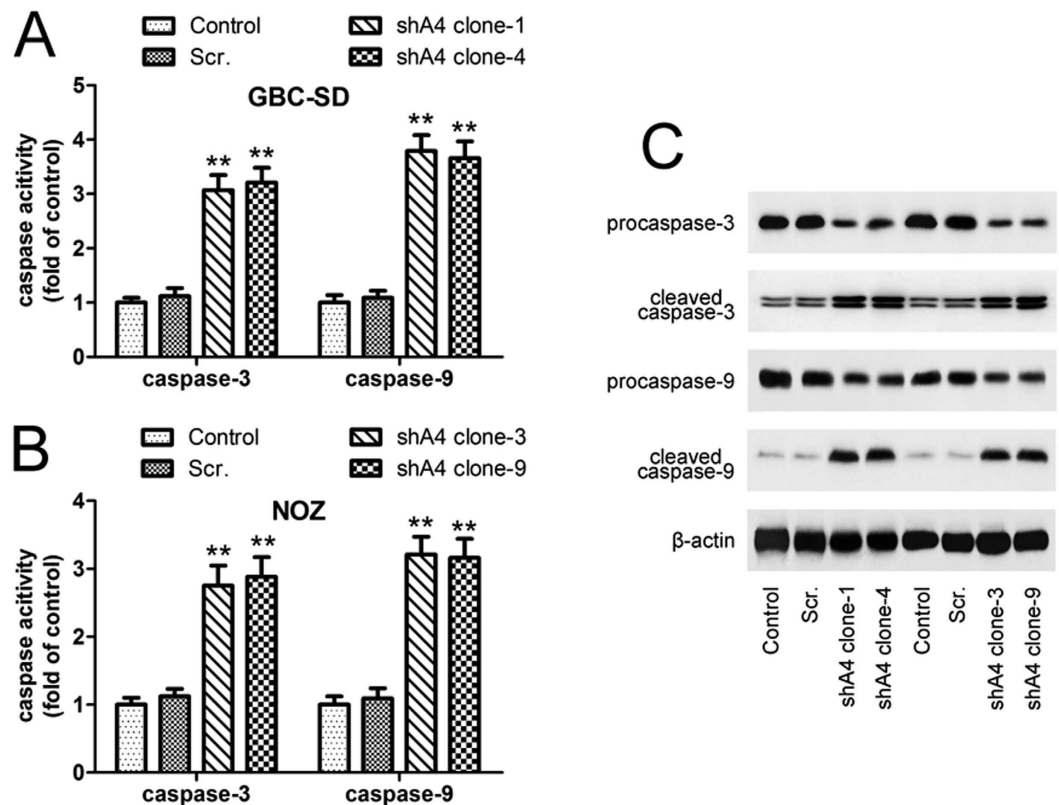 A
Control
Scr.
shA4 clone-1
shA4 clone-4
GBC-SD
caspase acitivity
(fold of control)
5
4
3
2
1
0
**
**
**
**
caspase-3
caspase-9
B
Control
Scr.
shA4 clone-3
shA4 clone-9
NOZ
caspase acitivity
(fold of control)
4
3
2
1
0
**
**
**
**
caspase-3
caspase-9
C
procaspase-3
cleaved
caspase-3
procaspase-9
cleaved
caspase-9
β-actin
Control
Scr.
shA4 clone-1
shA4 clone-4
Control
Scr.
shA4 clone-3
shA4 clone-9